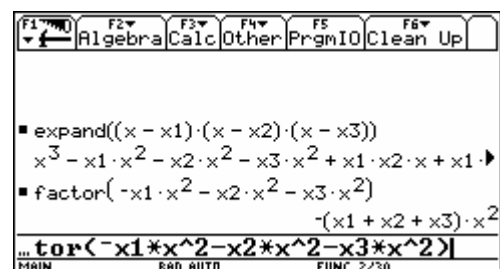 F1 F2 F3 F4 F5 F6
Algebra Calc Other PrgmIO Clean Up
▪ expand((x − x1)·(x − x2)·(x − x3))
x³ − x1·x² − x2·x² − x3·x² + x1·x2·x + x1·▶
▪ factor(⁻x1·x² − x2·x² − x3·x²)
⁻(x1 + x2 + x3)·x²
…tor(⁻x1*x^2−x2*x^2−x3*x^2)
MAIN RAD AUTO FUNC 2/30